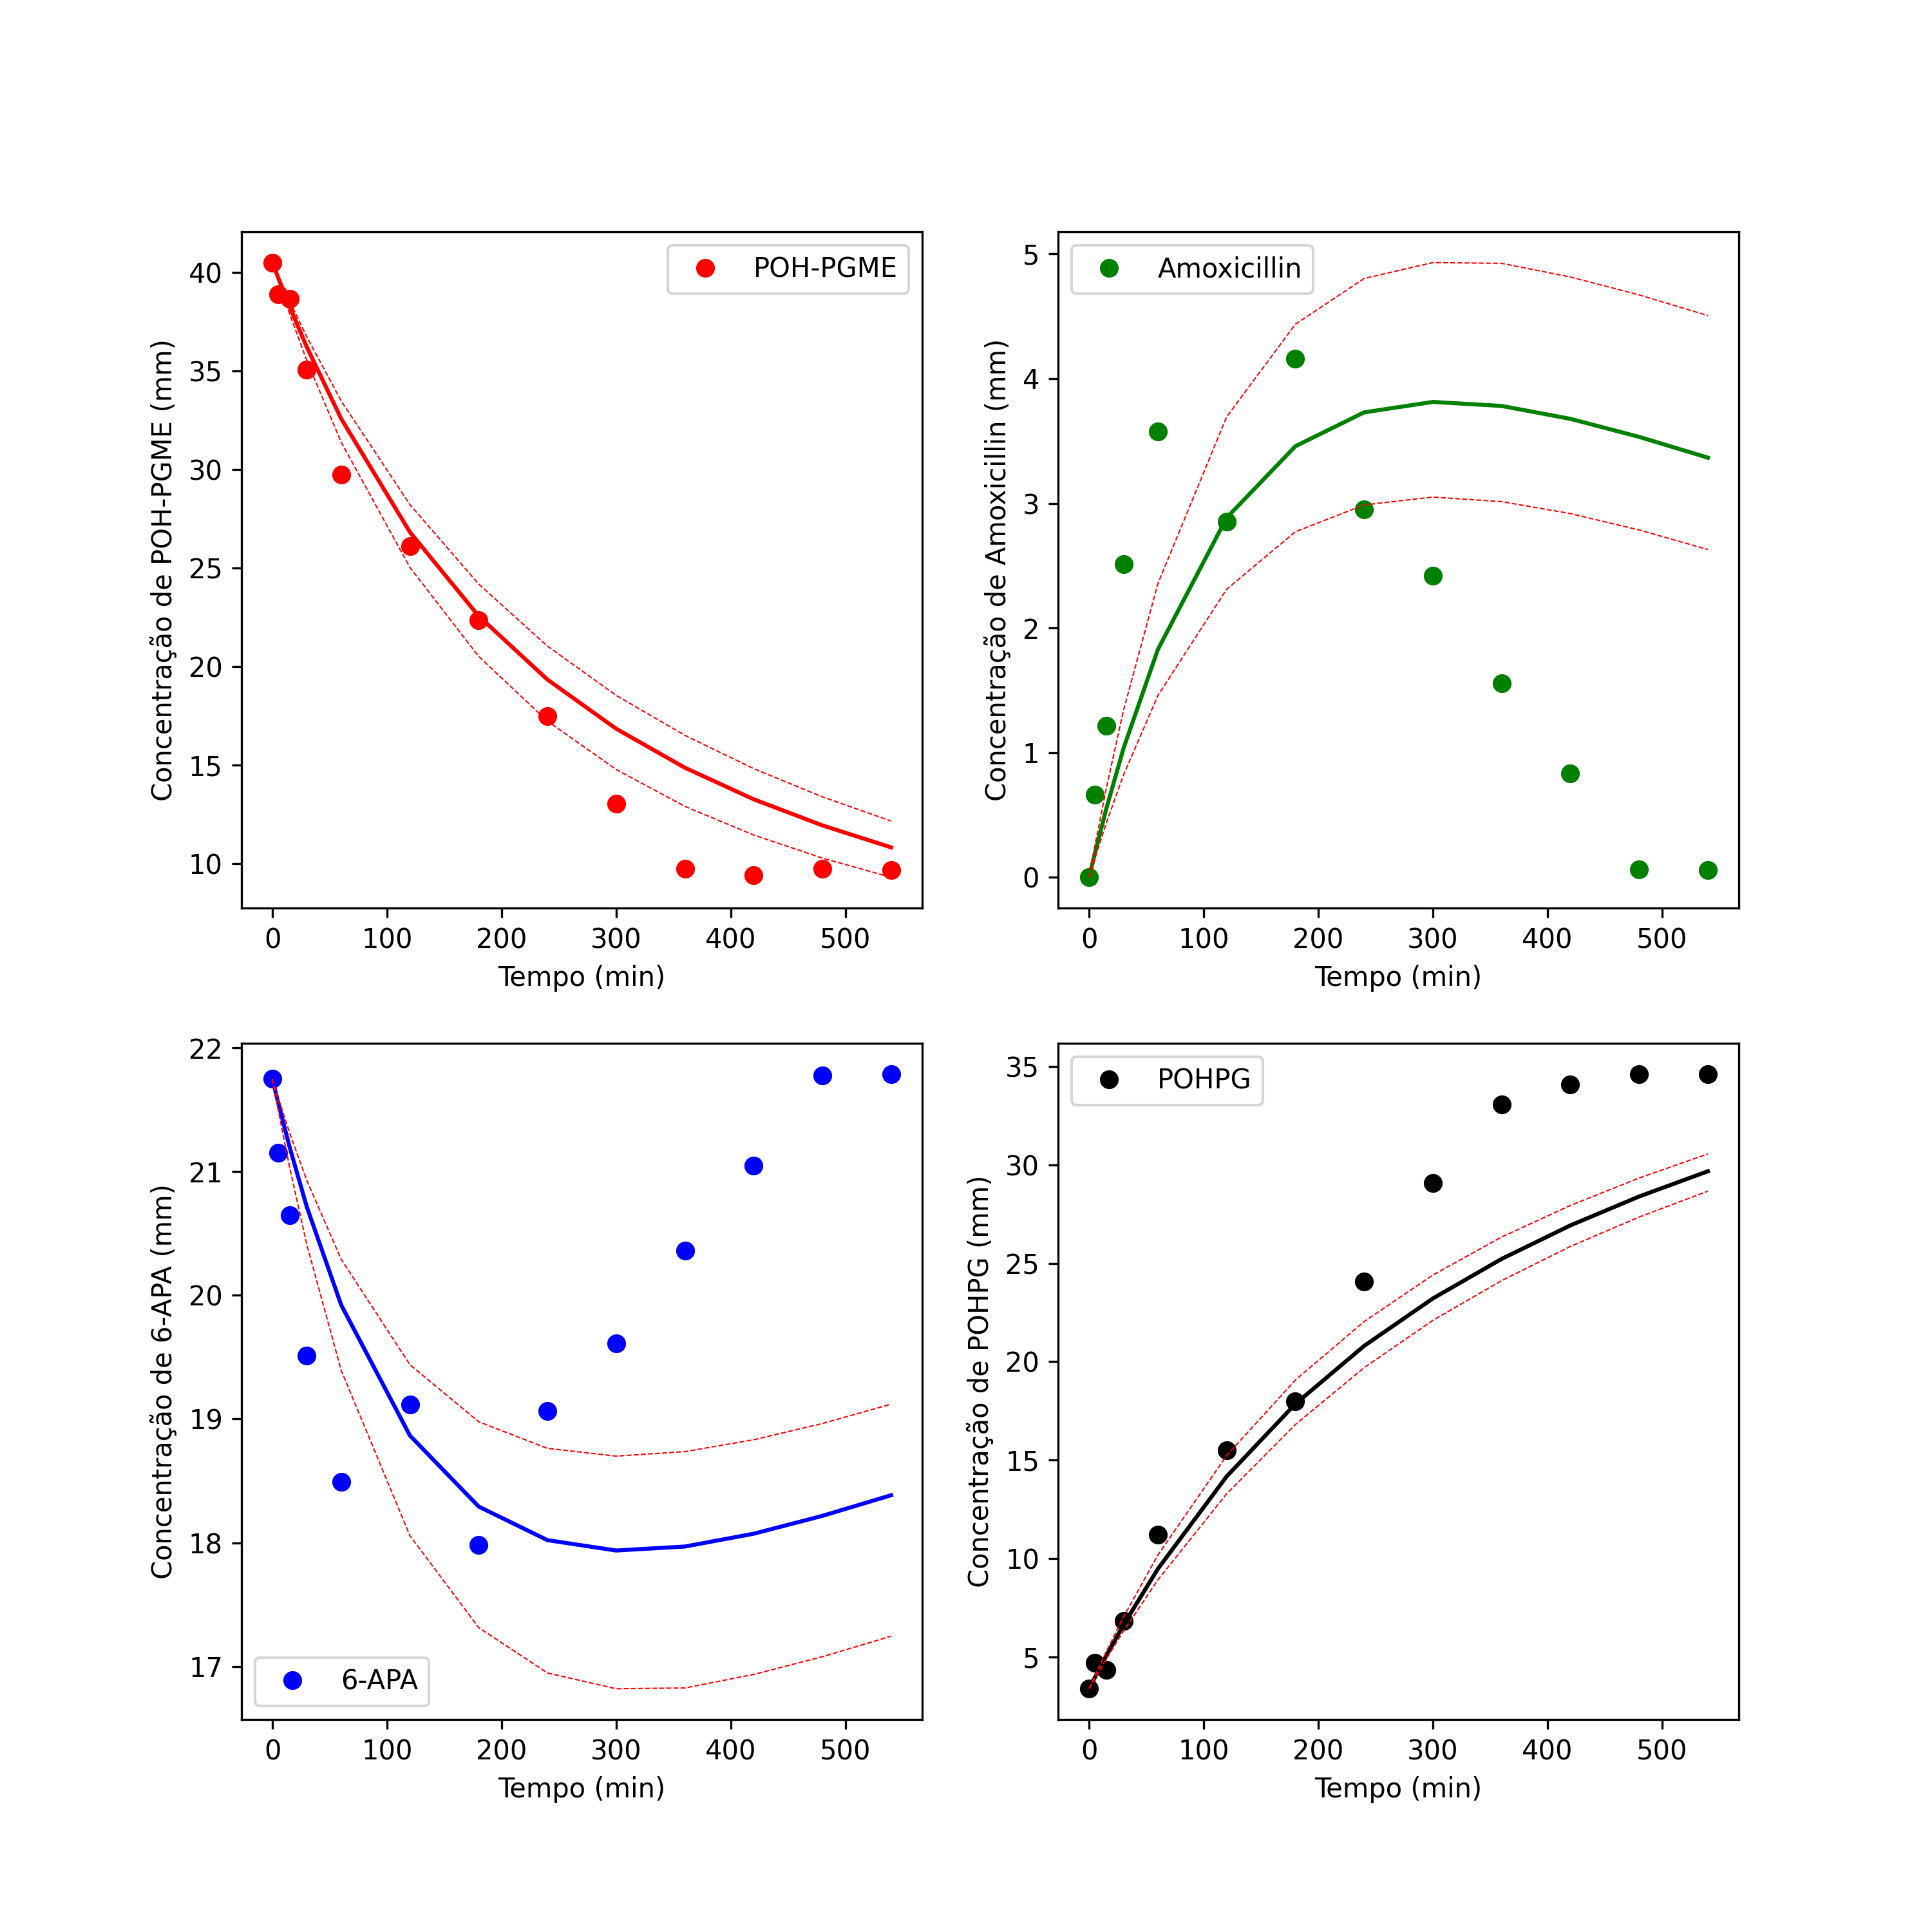 Concentração de POH-PGME (mm)
40
35
30
25
20
15
10
POH-PGME
0 100 200 300 400 500
Tempo (min)
Concentração de Amoxicillin (mm)
5
4
3
2
1
0
Amoxicillin
0 100 200 300 400 500
Tempo (min)
Concentração de 6-APA (mm)
22
21
20
19
18
17
6-APA
0 100 200 300 400 500
Tempo (min)
Concentração de POHPG (mm)
35
30
25
20
15
10
5
POHPG
0 100 200 300 400 500
Tempo (min)